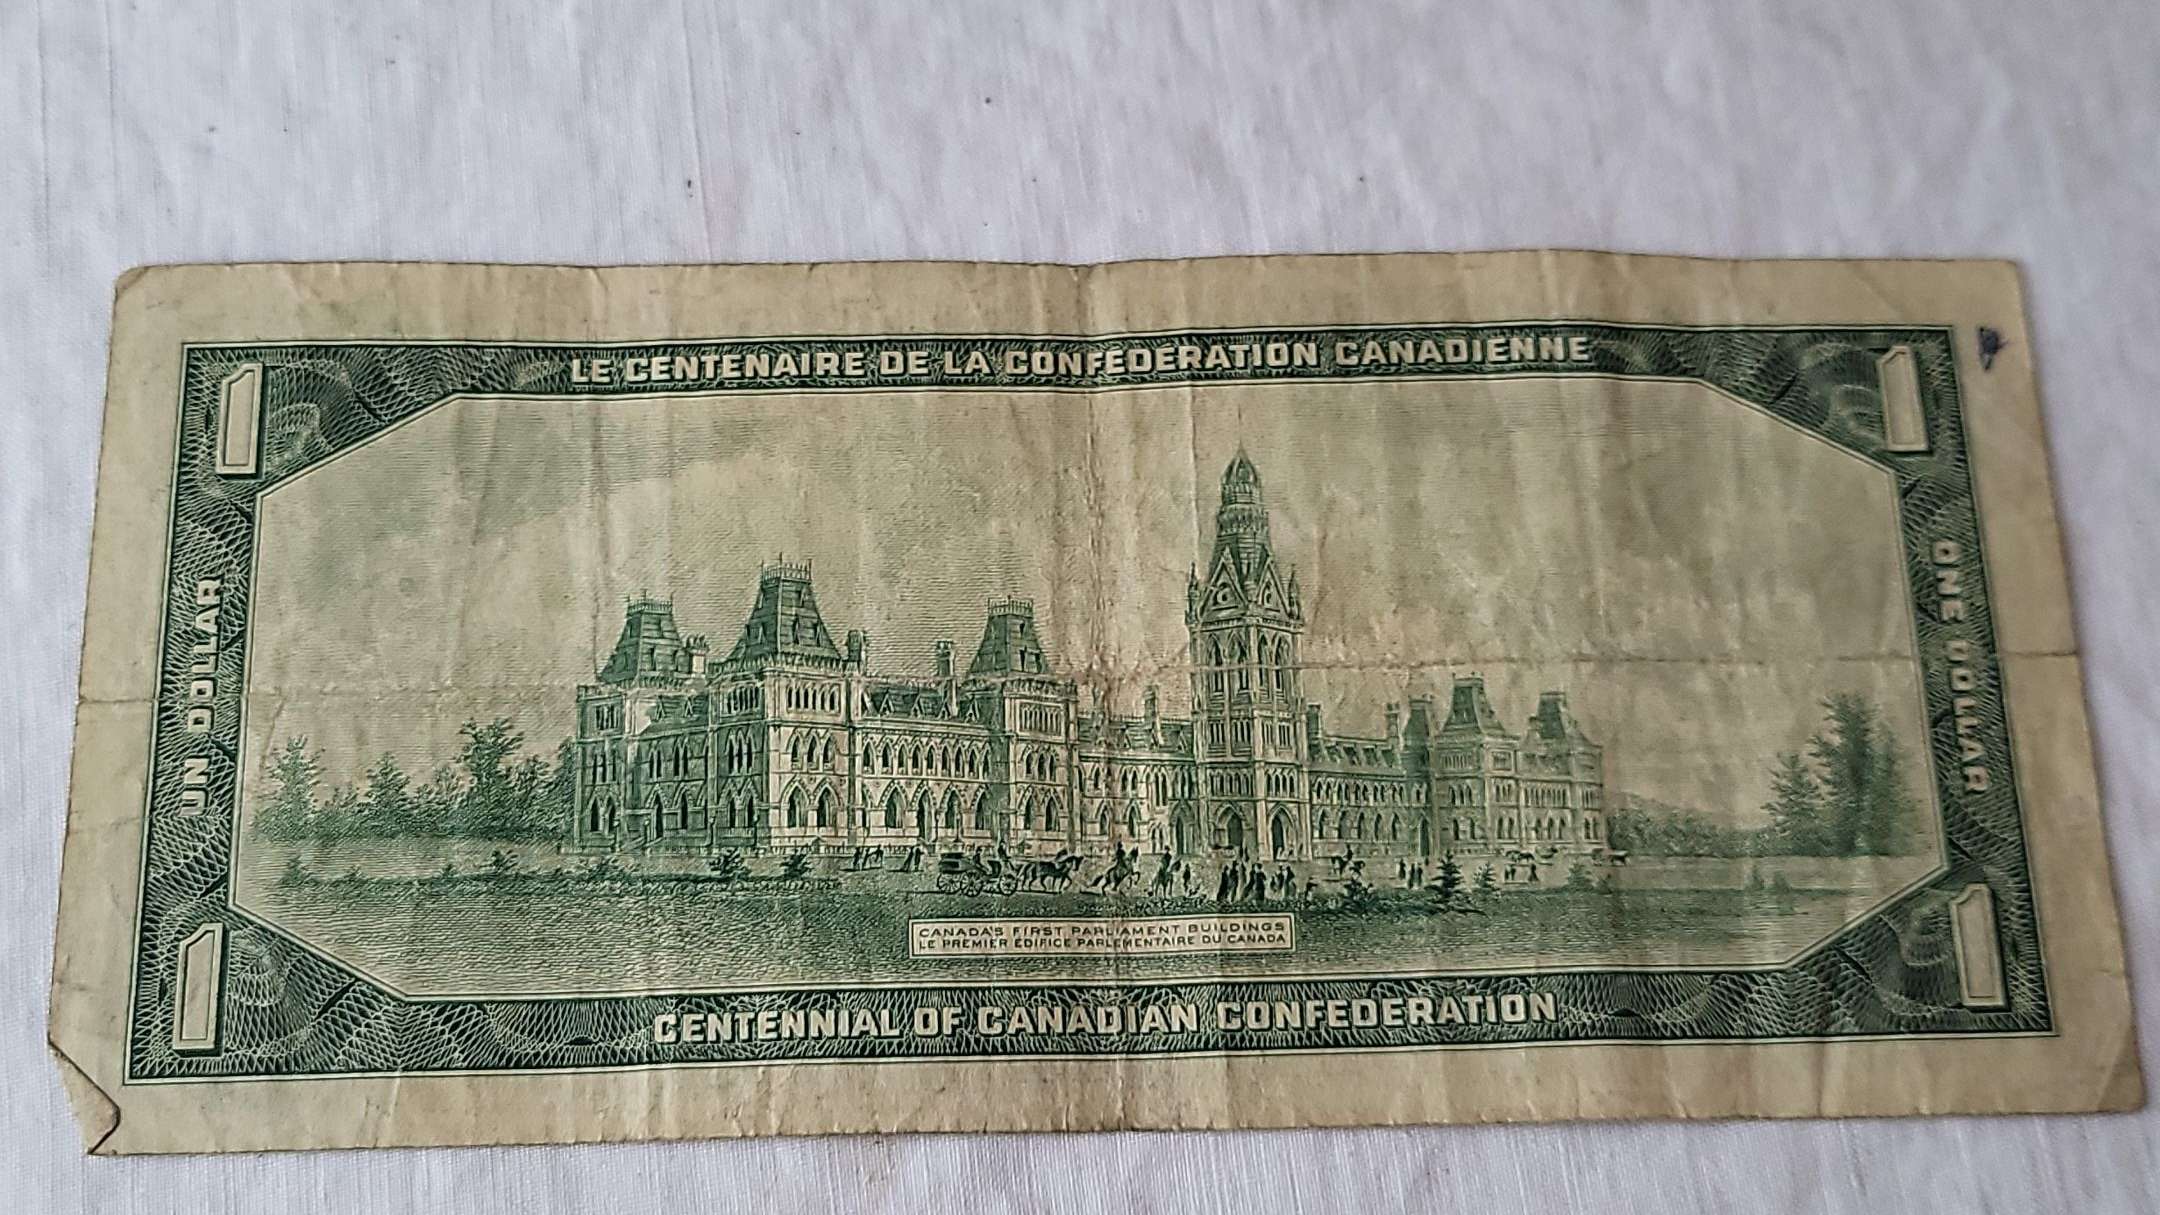 LE CENTENAIRE DE LA CONFEDERATION CANADIENNE
1
1
UN DOLLAR
ONE DOLLAR
CANADA'S FIRST PARLIAMENT BUILDINGS
LE PREMIER EDIFICE PARLEMENTAIRE DU CANADA
1
1
CENTENNIAL OF CANADIAN CONFEDERATION